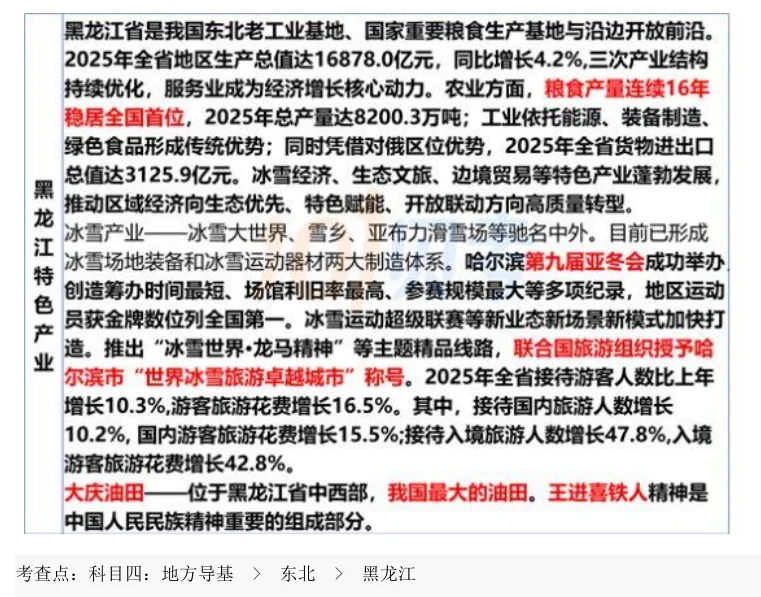 黑龙江特色产业
黑龙江省是我国东北老工业基地、国家重要粮食生产基地与沿边开放前沿。
2025年全省地区生产总值达16878.0亿元，同比增长4.2%,三次产业结构
持续优化，服务业成为经济增长核心动力。农业方面，粮食产量连续16年
稳居全国首位，2025年总产量达8200.3万吨；工业依托能源、装备制造、
绿色食品形成传统优势；同时凭借对俄区位优势，2025年全省货物进出口
总值达3125.9亿元。冰雪经济、生态文旅、边境贸易等特色产业蓬勃发展，
推动区域经济向生态优先、特色赋能、开放联动方向高质量转型。
冰雪产业——冰雪大世界、雪乡、亚布力滑雪场等驰名中外。目前已形成
冰雪场地装备和冰雪运动器材两大制造体系。哈尔滨第九届亚冬会成功举办，
创造筹办时间最短、场馆利旧率最高、参赛规模最大等多项纪录，地区运动
员获金牌数位列全国第一。冰雪运动超级联赛等新业态新场景新模式加快打
造。推出“冰雪世界·龙马精神”等主题精品线路，联合国旅游组织授予哈
尔滨市“世界冰雪旅游卓越城市”称号。2025年全省接待游客人数比上年
增长10.3%,游客旅游花费增长16.5%。其中，接待国内旅游人数增长
10.2%, 国内游客旅游花费增长15.5%;接待入境旅游人数增长47.8%,入境
游客旅游花费增长42.8%。
大庆油田——位于黑龙江省中西部，我国最大的油田。王进喜铁人精神是
中国人民民族精神重要的组成部分。
考查点：科目四：地方导基 > 东北 > 黑龙江